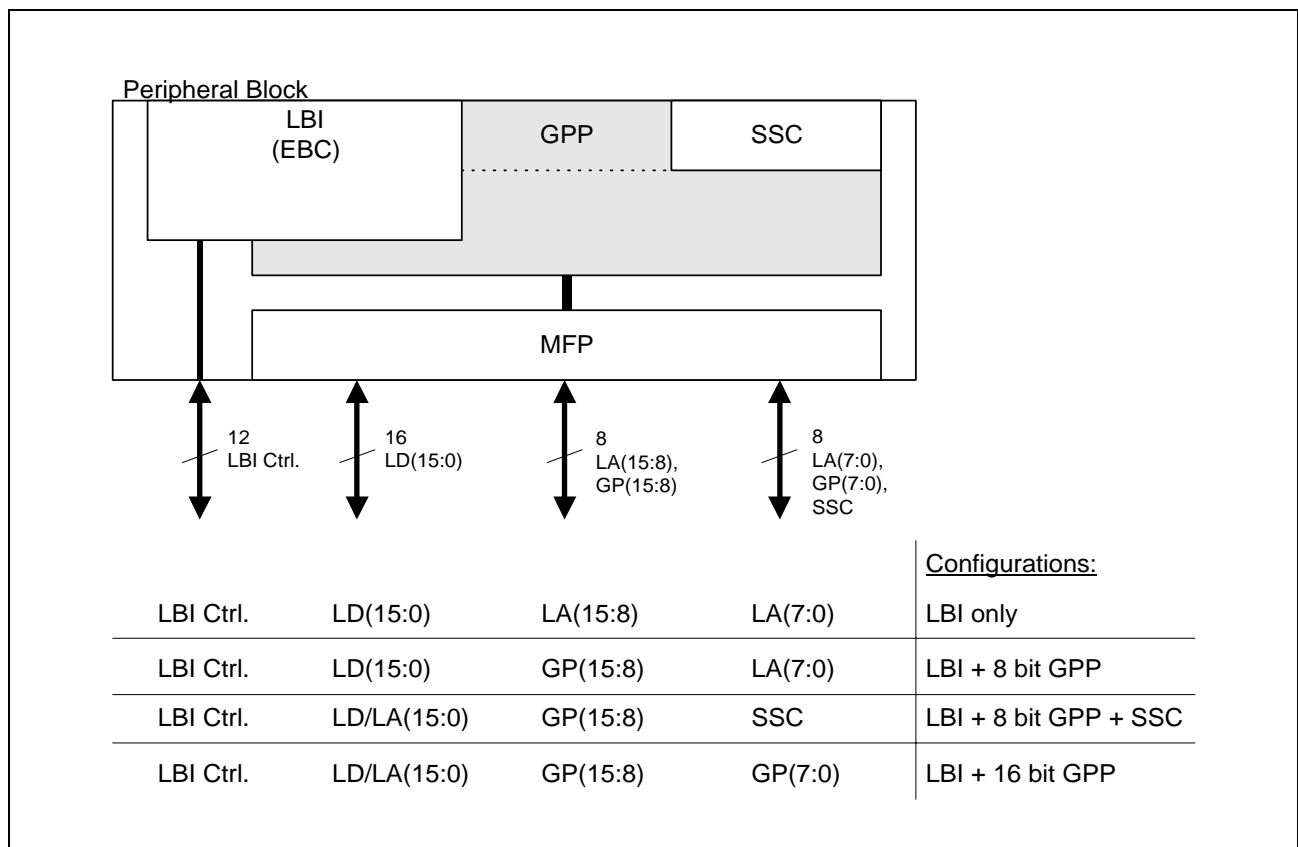 Peripheral Block
LBI
(EBC)
GPP
SSC
MFP
12
LBI Ctrl.
16
LD(15:0)
8
LA(15:8),
GP(15:8)
8
LA(7:0),
GP(7:0),
SSC
Configurations:
LBI Ctrl. LD(15:0) LA(15:8) LA(7:0) LBI only
LBI Ctrl. LD(15:0) GP(15:8) LA(7:0) LBI + 8 bit GPP
LBI Ctrl. LD/LA(15:0) GP(15:8) SSC LBI + 8 bit GPP + SSC
LBI Ctrl. LD/LA(15:0) GP(15:8) GP(7:0) LBI + 16 bit GPP